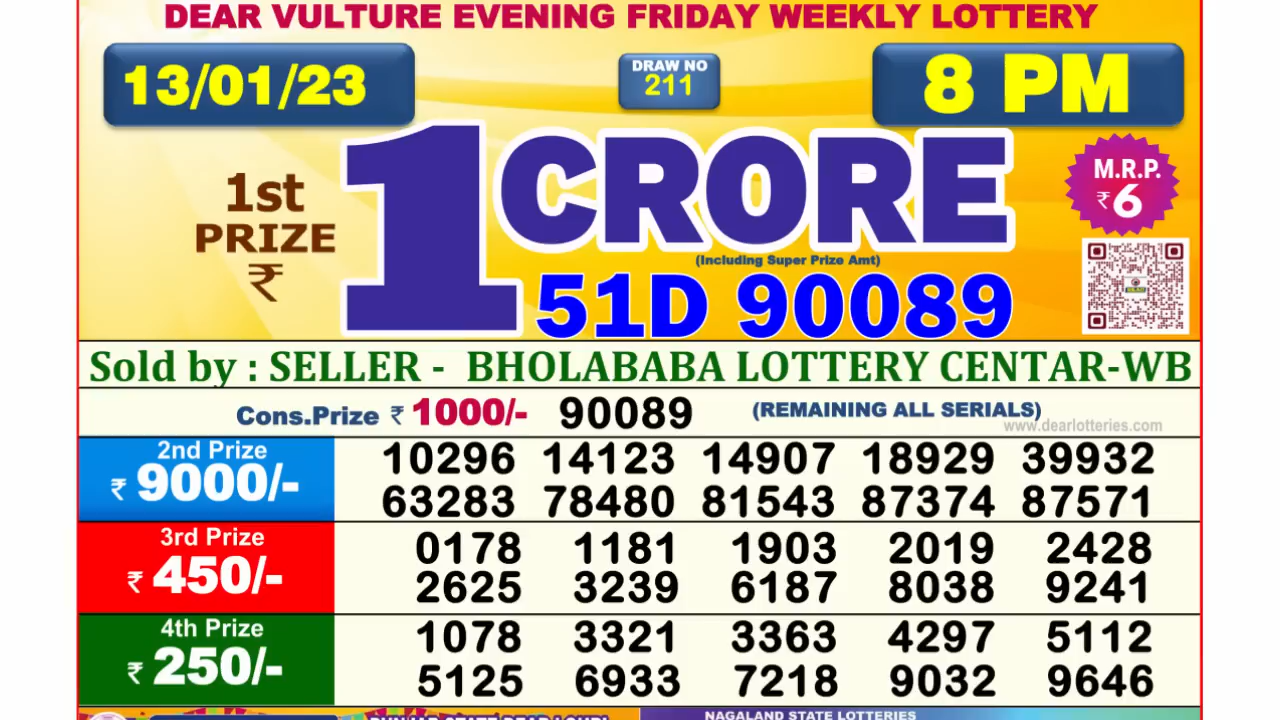 DEAR VULTURE EVENING FRIDAY WEEKLY LOTTERY
13/01/23
DRAW NO
211
8 PM
1st
PRIZE
₹
1 CRORE
(Including Super Prize Amt)
51D 90089
M.R.P.
₹ 6
Sold by : SELLER - BHOLABABA LOTTERY CENTAR-WB
Cons.Prize ₹ 1000/- 90089 (REMAINING ALL SERIALS)
www.dearlotteries.com
2nd Prize
₹ 9000/-
10296 14123 14907 18929 39932
63283 78480 81543 87374 87571
3rd Prize
₹ 450/-
0178 1181 1903 2019 2428
2625 3239 6187 8038 9241
4th Prize
₹ 250/-
1078 3321 3363 4297 5112
5125 6933 7218 9032 9646
NAGALAND STATE LOTTERIES